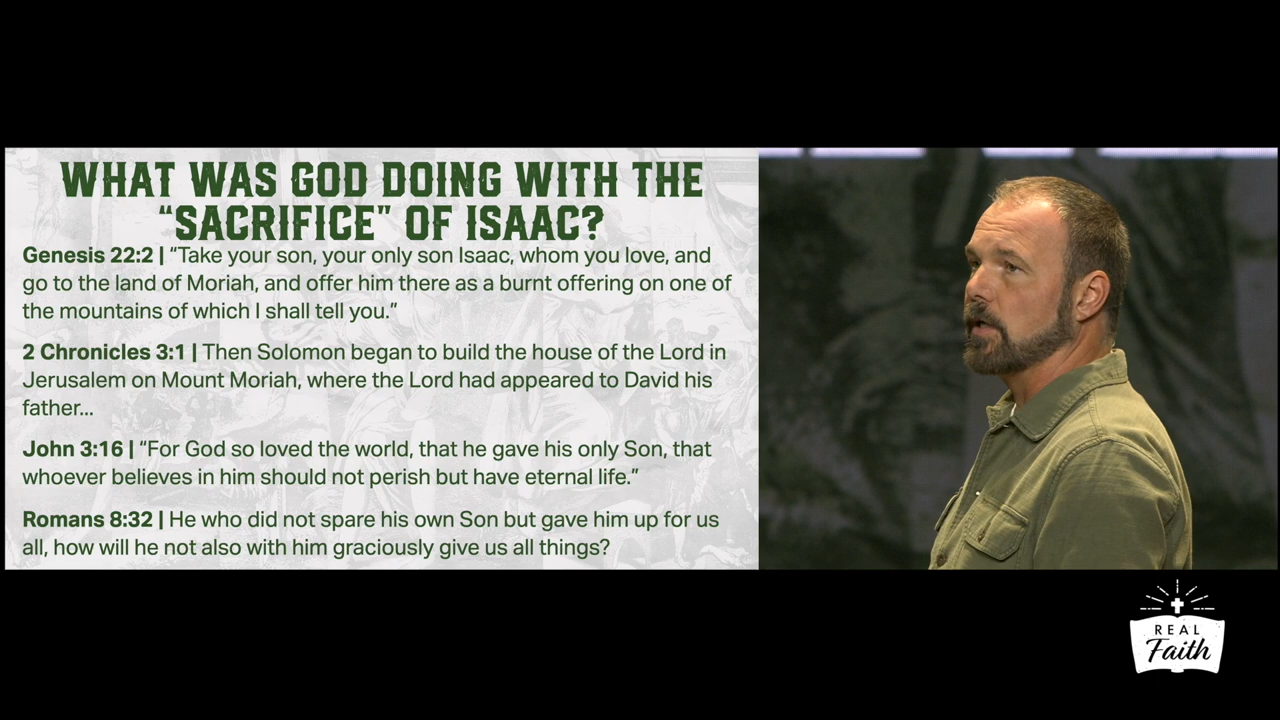 WHAT WAS GOD DOING WITH THE
“SACRIFICE” OF ISAAC?
Genesis 22:2 | “Take your son, your only son Isaac, whom you love, and
go to the land of Moriah, and offer him there as a burnt offering on one of
the mountains of which I shall tell you.”
2 Chronicles 3:1 | Then Solomon began to build the house of the Lord in
Jerusalem on Mount Moriah, where the Lord had appeared to David his
father...
John 3:16 | “For God so loved the world, that he gave his only Son, that
whoever believes in him should not perish but have eternal life.”
Romans 8:32 | He who did not spare his own Son but gave him up for us
all, how will he not also with him graciously give us all things?
REAL
Faith